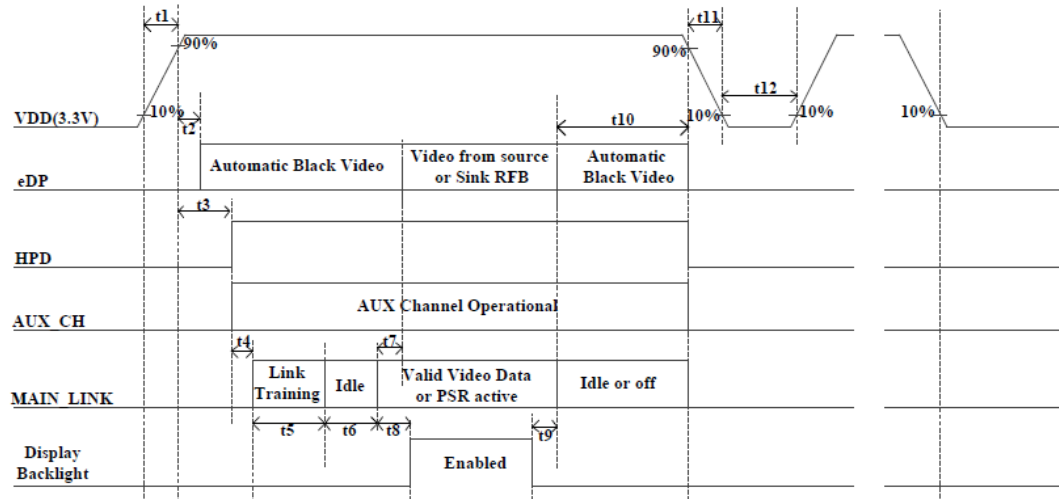 t1
t11
90%
90%
t12
VDD(3.3V)
10%
t2
t10
10%
10%
10%
eDP
Automatic Black Video
Video from source
or Sink RFB
Automatic
Black Video
t3
HPD
AUX Channel Operational
AUX_CH
t4
t7
Link
Training
Idle
Valid Video Data
or PSR active
Idle or off
MAIN_LINK
t5
t6
t8
t9
Display
Backlight
Enabled